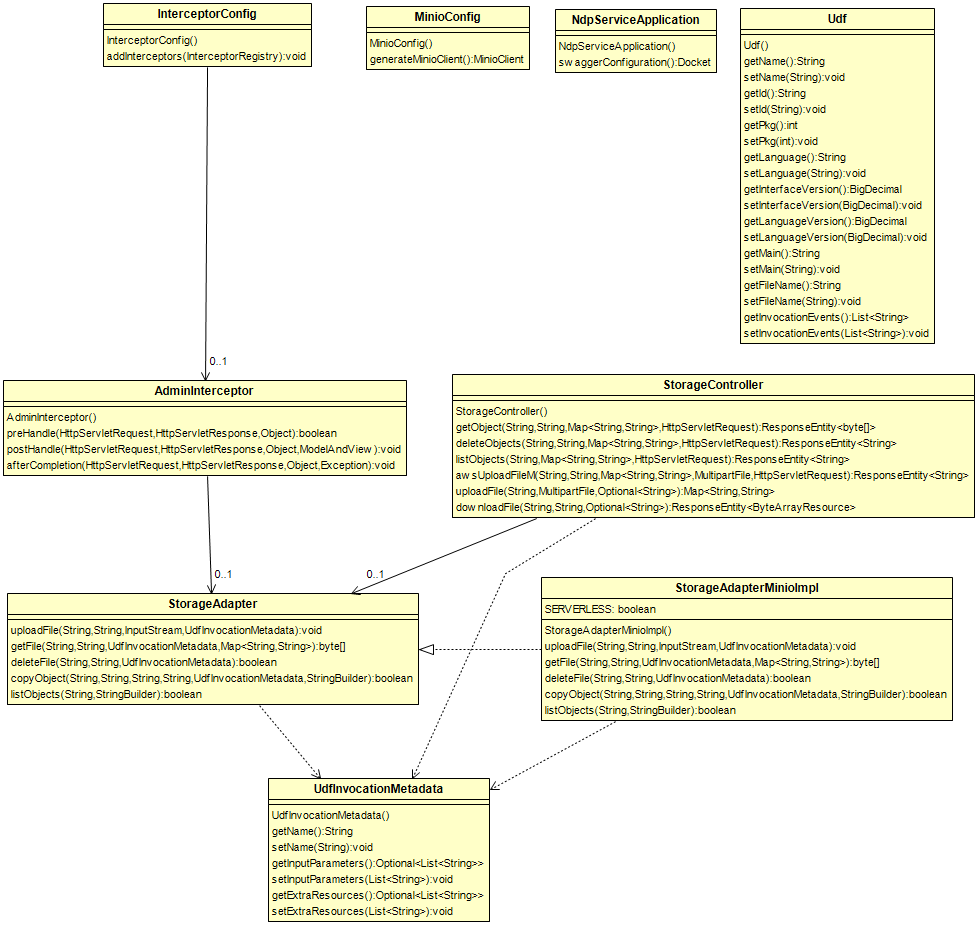 InterceptorConfig
InterceptorConfig()
addInterceptors(InterceptorRegistry):void
MinioConfig
MinioConfig()
generateMinioClient():MinioClient
NdpServiceApplication
NdpServiceApplication()
swaggerConfiguration():Docket
Udf
Udf()
getName():String
setName(String):void
getId():String
setId(String):void
getPkg():int
setPkg(int):void
getLanguage():String
setLanguage(String):void
getInterfaceVersion():BigDecimal
setInterfaceVersion(BigDecimal):void
getLanguageVersion():BigDecimal
setLanguageVersion(BigDecimal):void
getMain():String
setMain(String):void
getFileName():String
setFileName(String):void
getInvocationEvents():List<String>
setInvocationEvents(List<String>):void
0..1
AdminInterceptor
AdminInterceptor()
preHandle(HttpServletRequest,HttpServletResponse,Object):boolean
postHandle(HttpServletRequest,HttpServletResponse,Object,ModelAndView):void
afterCompletion(HttpServletRequest,HttpServletResponse,Object,Exception):void
StorageController
StorageController()
getObject(String,String,Map<String,String>,HttpServletRequest):ResponseEntity<byte[]>
deleteObjects(String,String,Map<String,String>,HttpServletRequest):ResponseEntity<String>
listObjects(String,Map<String,String>,HttpServletRequest):ResponseEntity<String>
awsUploadFileM(String,String,Map<String,String>,MultipartFile,HttpServletRequest):ResponseEntity<String>
uploadFile(String,MultipartFile,Optional<String>):Map<String,String>
downloadFile(String,String,Optional<String>):ResponseEntity<ByteArrayResource>
0..1
0..1
StorageAdapter
uploadFile(String,String,InputStream,UdfInvocationMetadata):void
getFile(String,String,UdfInvocationMetadata,Map<String,String>):byte[]
deleteFile(String,String,UdfInvocationMetadata):boolean
copyObject(String,String,String,String,UdfInvocationMetadata,StringBuilder):boolean
listObjects(String,StringBuilder):boolean
StorageAdapterMinioImpl
SERVERLESS: boolean
StorageAdapterMinioImpl()
uploadFile(String,String,InputStream,UdfInvocationMetadata):void
getFile(String,String,UdfInvocationMetadata,Map<String,String>):byte[]
deleteFile(String,String,UdfInvocationMetadata):boolean
copyObject(String,String,String,String,UdfInvocationMetadata,StringBuilder):boolean
listObjects(String,StringBuilder):boolean
UdfInvocationMetadata
UdfInvocationMetadata()
getName():String
setName(String):void
getInputParameters():Optional<List<String>>
setInputParameters(List<String>):void
getExtraResources():Optional<List<String>>
setExtraResources(List<String>):void